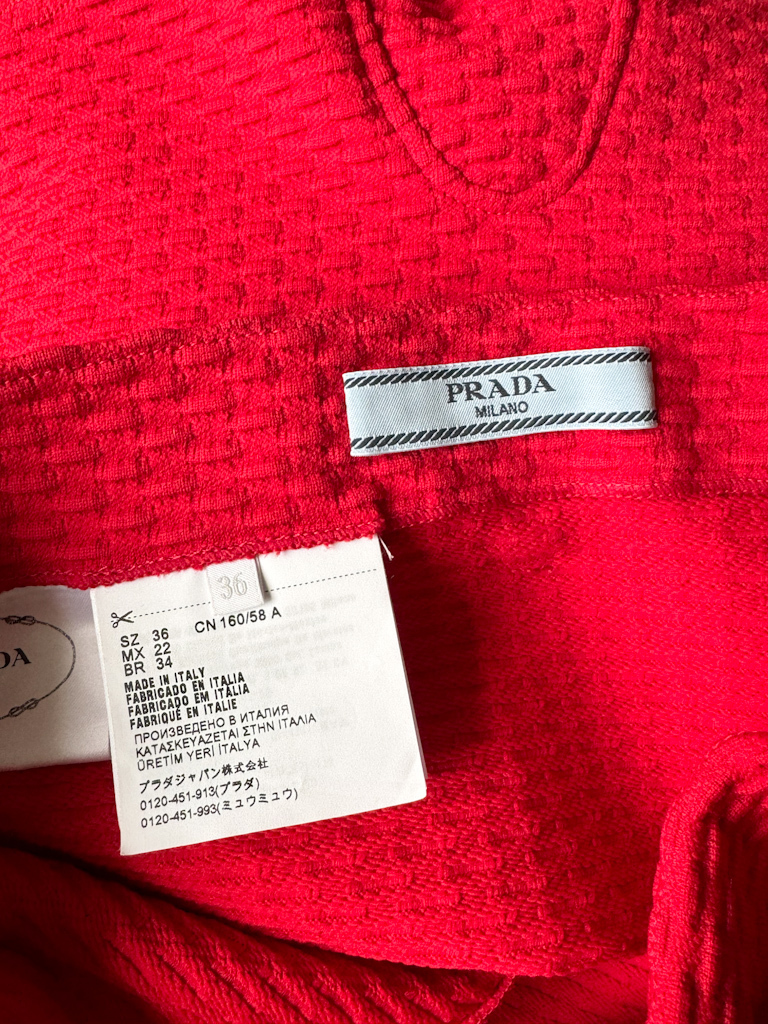 PRADA
MILANO
36
DA
SZ 36 CN 160/58 A
MX 22
BR 34
MADE IN ITALY
FABRICADO EN ITALIA
FABRICADO EM ITÁLIA
FABRIQUÉ EN ITALIE
ПРОИЗВЕДЕНО В ИТАЛИЯ
ΚΑΤΑΣΚΕΥΑΖΕΤΑΙ ΣΤΗΝ ΙΤΑΛΙΑ
ÜRETİM YERİ İTALYA
プラダジャパン株式会社
0120-451-913(プラダ)
0120-451-993(ミュウミュウ)